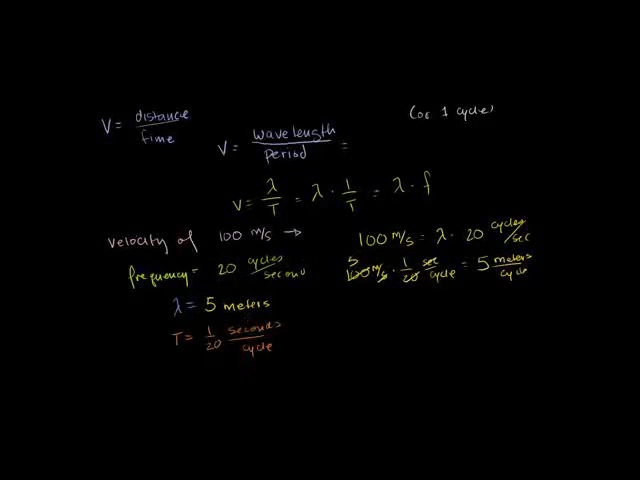 (or 1 cycle)
V = distance / time
V = wavelength / period =
V = λ / T = λ · 1 / T = λ · f
Velocity of 100 m/s →
100 m/s = λ · 20 cycles/sec
frequency = 20 cycles/second
5
100 m/s · 1/20 sec/cycle = 5 meters/cycle
λ = 5 meters
T = 1/20 seconds/cycle